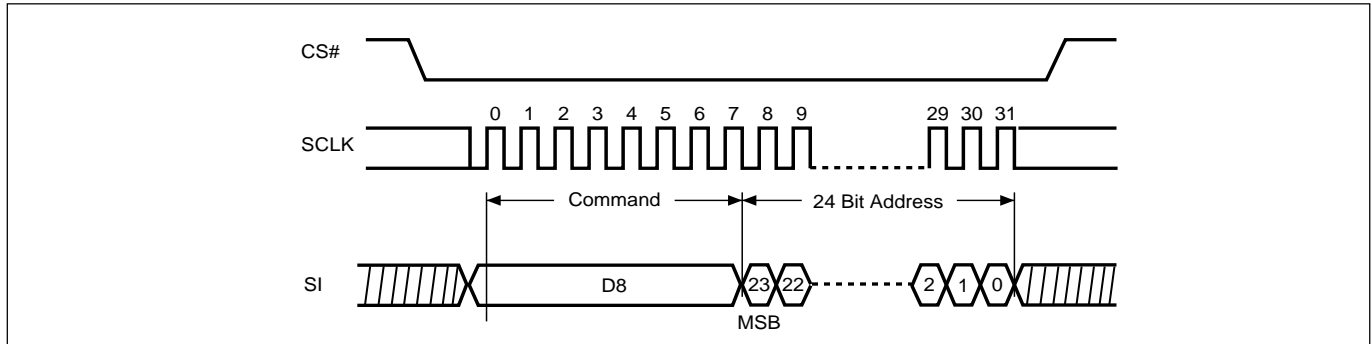 CS#
0 1 2 3 4 5 6 7 8 9 29 30 31
SCLK
Command 24 Bit Address
SI D8 23 22 2 1 0
MSB